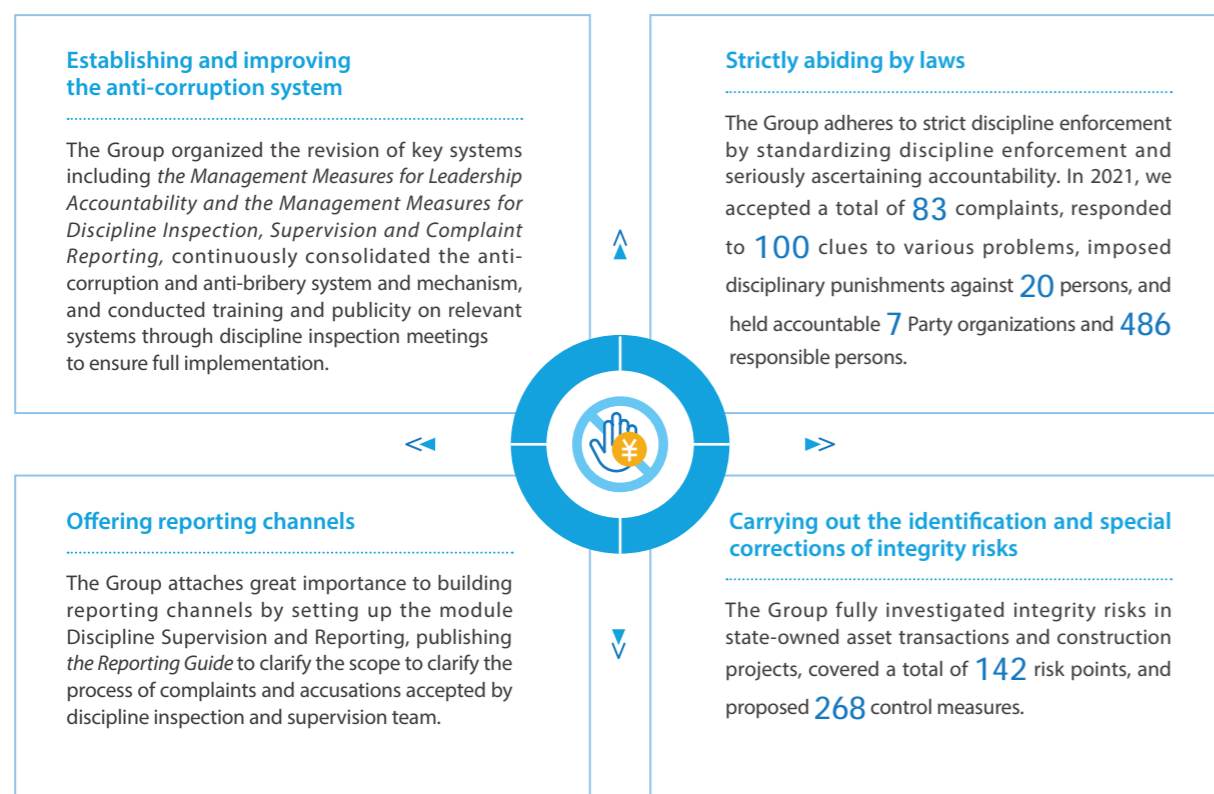 Establishing and improving
the anti-corruption system
The Group organized the revision of key systems
including the Management Measures for Leadership
Accountability and the Management Measures for
Discipline Inspection, Supervision and Complaint
Reporting, continuously consolidated the anti-
corruption and anti-bribery system and mechanism,
and conducted training and publicity on relevant
systems through discipline inspection meetings
to ensure full implementation.
Strictly abiding by laws
The Group adheres to strict discipline enforcement
by standardizing discipline enforcement and
seriously ascertaining accountability. In 2021, we
accepted a total of 83 complaints, responded
to 100 clues to various problems, imposed
disciplinary punishments against 20 persons, and
held accountable 7 Party organizations and 486
responsible persons.
¥
Offering reporting channels
The Group attaches great importance to building
reporting channels by setting up the module
Discipline Supervision and Reporting, publishing
the Reporting Guide to clarify the scope to clarify the
process of complaints and accusations accepted by
discipline inspection and supervision team.
Carrying out the identification and special
corrections of integrity risks
The Group fully investigated integrity risks in
state-owned asset transactions and construction
projects, covered a total of 142 risk points, and
proposed 268 control measures.